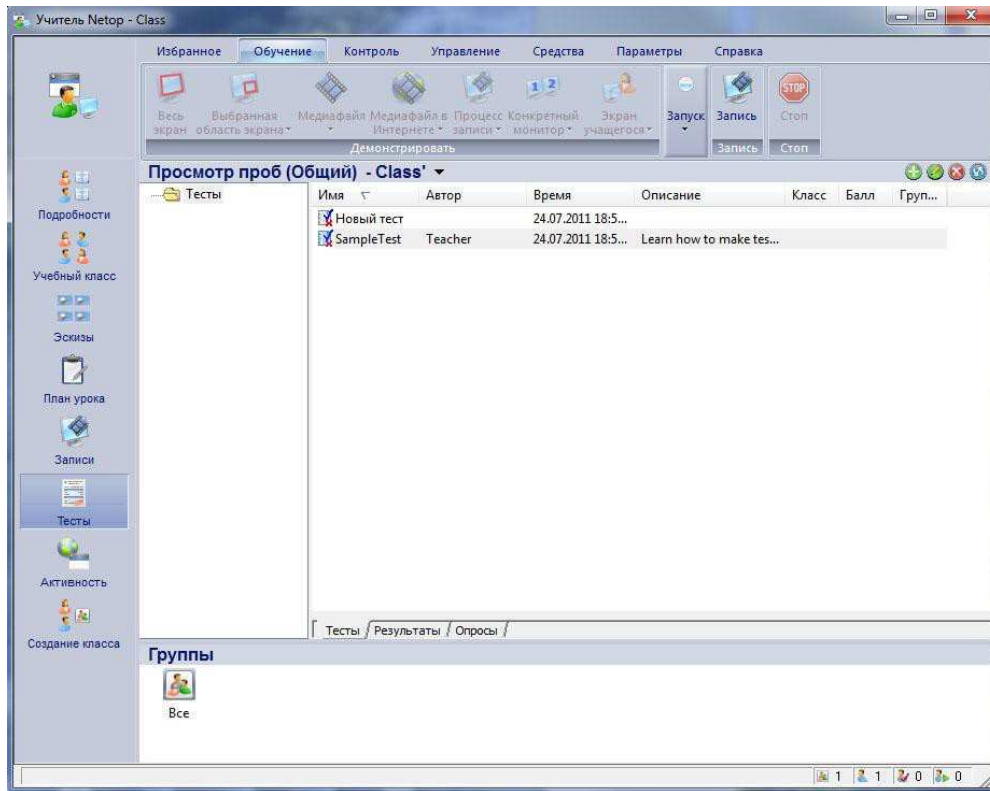 Учитель Netop - Class
Избранное Обучение Контроль Управление Средства Параметры Справка
Весь экран
Выбранная область экрана
Медиафайл
Медиафайл в Интернете
Процесс записи
Конкретный монитор
Экран учащегося
Запуск
Запись
Стоп
Демонстрировать
Запись
Стоп
Просмотр проб (Общий) - Class'
Подробности
Учебный класс
Эскизы
План урока
Записи
Тесты
Активность
Создание класса
Тесты
Имя Автор Время Описание Класс Балл Груп...
Новый тест 24.07.2011 18:5...
SampleTest Teacher 24.07.2011 18:5... Learn how to make tes...
Тесты Результаты Опросы
Группы
Все
1 1 0 0